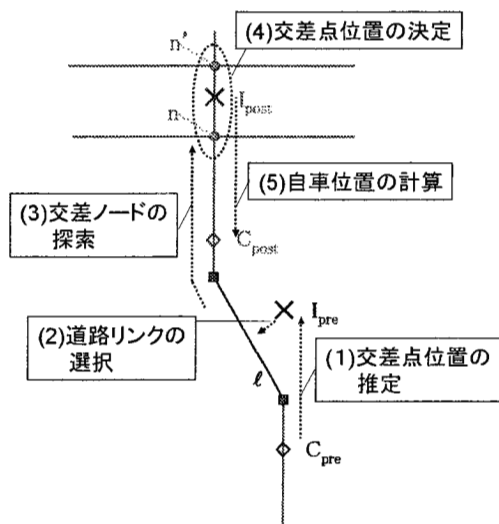 n'
(4)交差点位置の決定
I_post
n
(5)自車位置の計算
(3)交差ノードの
探索
C_post
(2)道路リンクの
選択
I_pre
ℓ
(1)交差点位置の
推定
C_pre